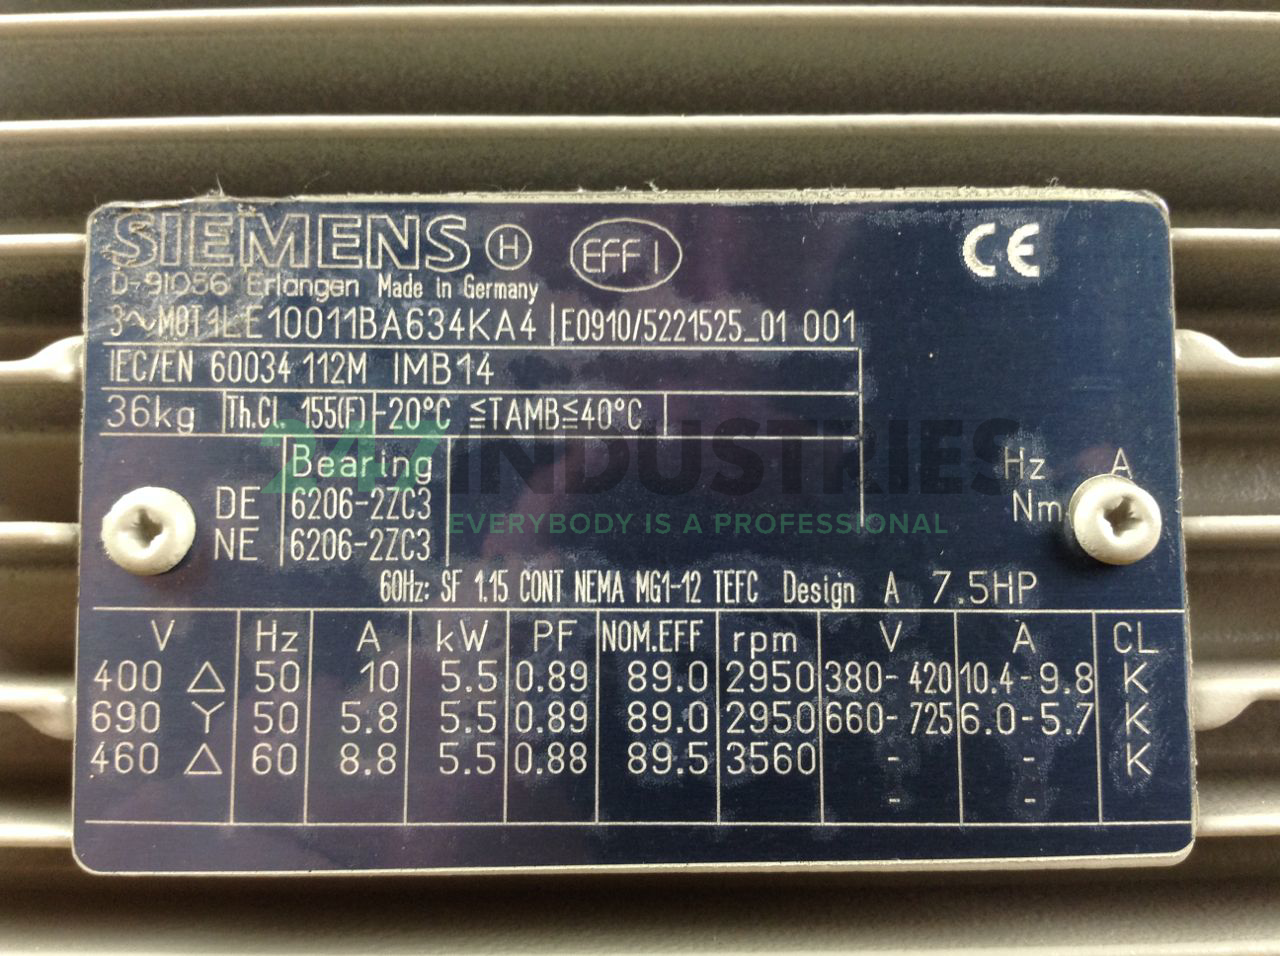 SIEMENS H EFF 1 CE
D-91056 Erlangen Made in Germany
3~MOT 1LE10011BA634KA4 E0910/5221525_01 001
IEC/EN 60034 112M IMB14
36kg Th.Cl. 155(F) -20°C ≤TAMB≤40°C
247INDUSTRIES
EVERYBODY IS A PROFESSIONAL
Bearing
DE 6206-2ZC3
NE 6206-2ZC3
Hz A
Nm
60Hz: SF 1.15 CONT NEMA MG1-12 TEFC Design A 7.5HP
V Hz A kW PF NOM.EFF rpm V A CL
400 △ 50 10 5.5 0.89 89.0 2950 380-420 10.4-9.8 K
690 Y 50 5.8 5.5 0.89 89.0 2950 660-725 6.0-5.7 K
460 △ 60 8.8 5.5 0.88 89.5 3560 - - K
- -